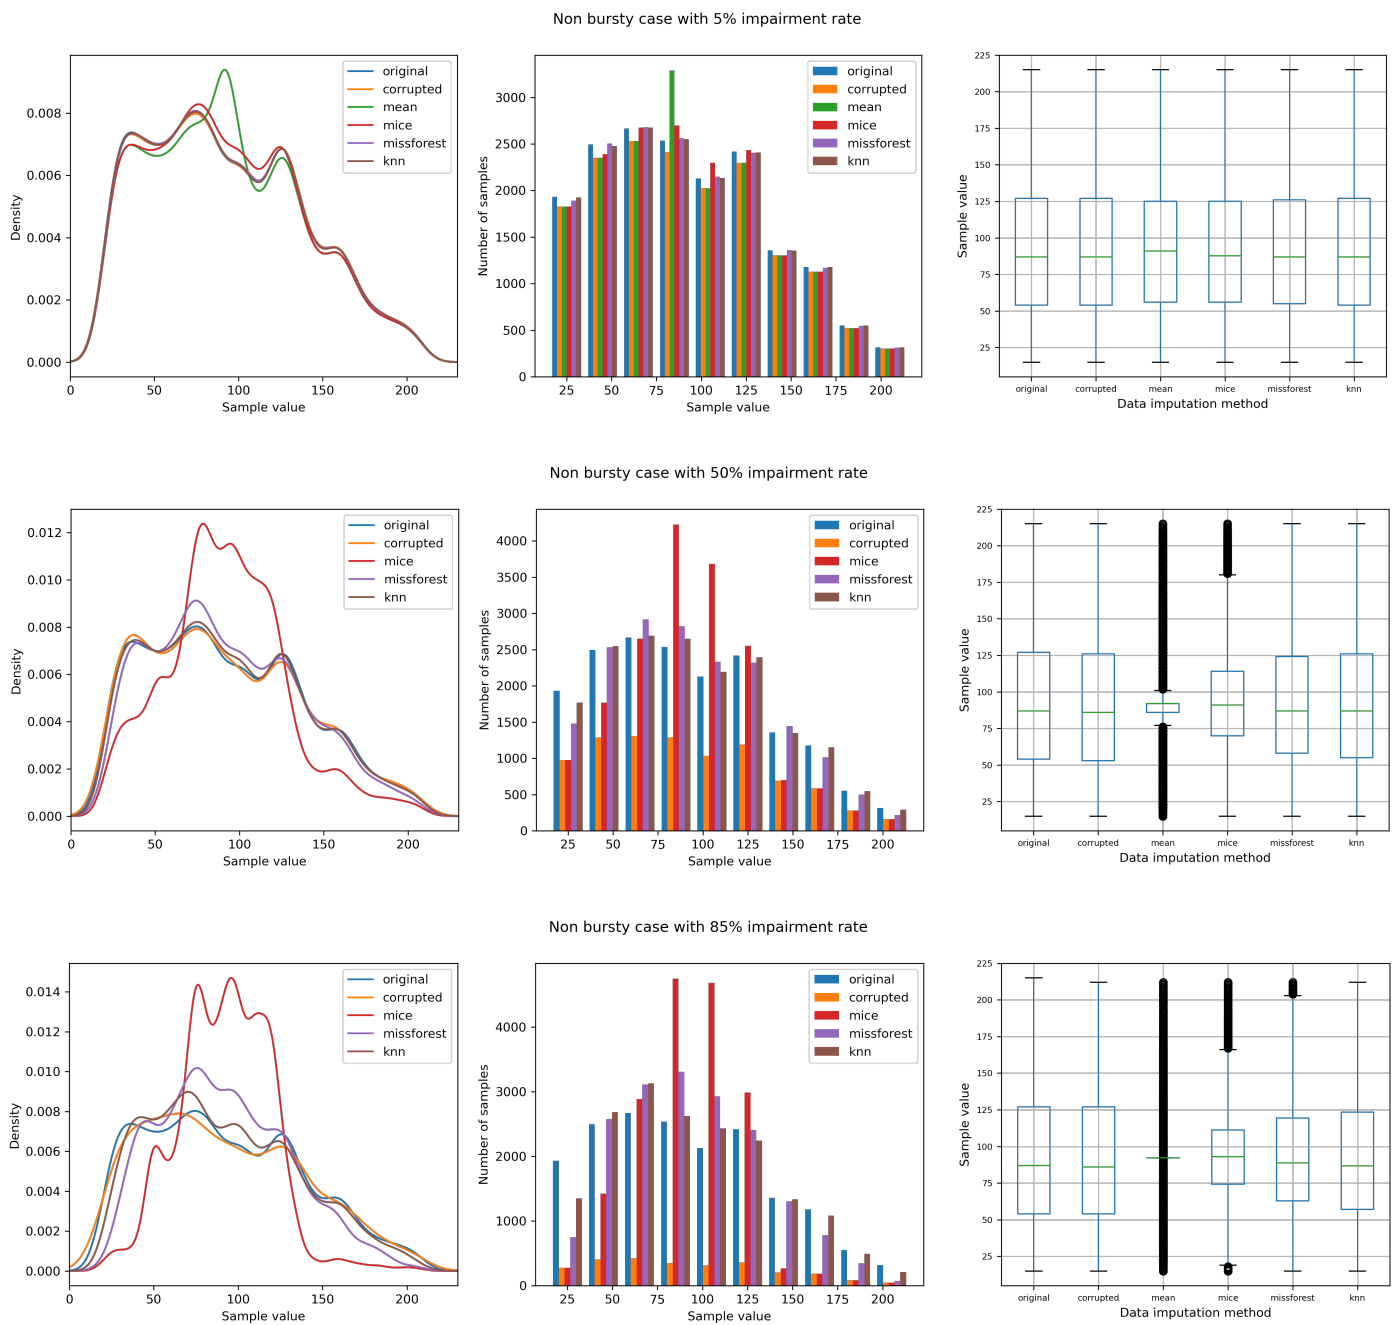 Non bursty case with 5% impairment rate
0.008
0.006
0.004
0.002
0.000
Density
0 50 100 150 200
Sample value
original
corrupted
mean
mice
missforest
knn
3000
2500
2000
1500
1000
500
0
Number of samples
25 50 75 100 125 150 175 200
Sample value
original
corrupted
mean
mice
missforest
knn
225
200
175
150
125
100
75
50
25
Sample value
original corrupted mean mice missforest knn
Data imputation method
Non bursty case with 50% impairment rate
0.012
0.010
0.008
0.006
0.004
0.002
0.000
Density
0 50 100 150 200
Sample value
original
corrupted
mice
missforest
knn
4000
3500
3000
2500
2000
1500
1000
500
0
Number of samples
25 50 75 100 125 150 175 200
Sample value
original
corrupted
mice
missforest
knn
225
200
175
150
125
100
75
50
25
Sample value
original corrupted mean mice missforest knn
Data imputation method
Non bursty case with 85% impairment rate
0.014
0.012
0.010
0.008
0.006
0.004
0.002
0.000
Density
0 50 100 150 200
Sample value
original
corrupted
mice
missforest
knn
4000
3000
2000
1000
0
Number of samples
25 50 75 100 125 150 175 200
Sample value
original
corrupted
mice
missforest
knn
225
200
175
150
125
100
75
50
25
Sample value
original corrupted mean mice missforest knn
Data imputation method